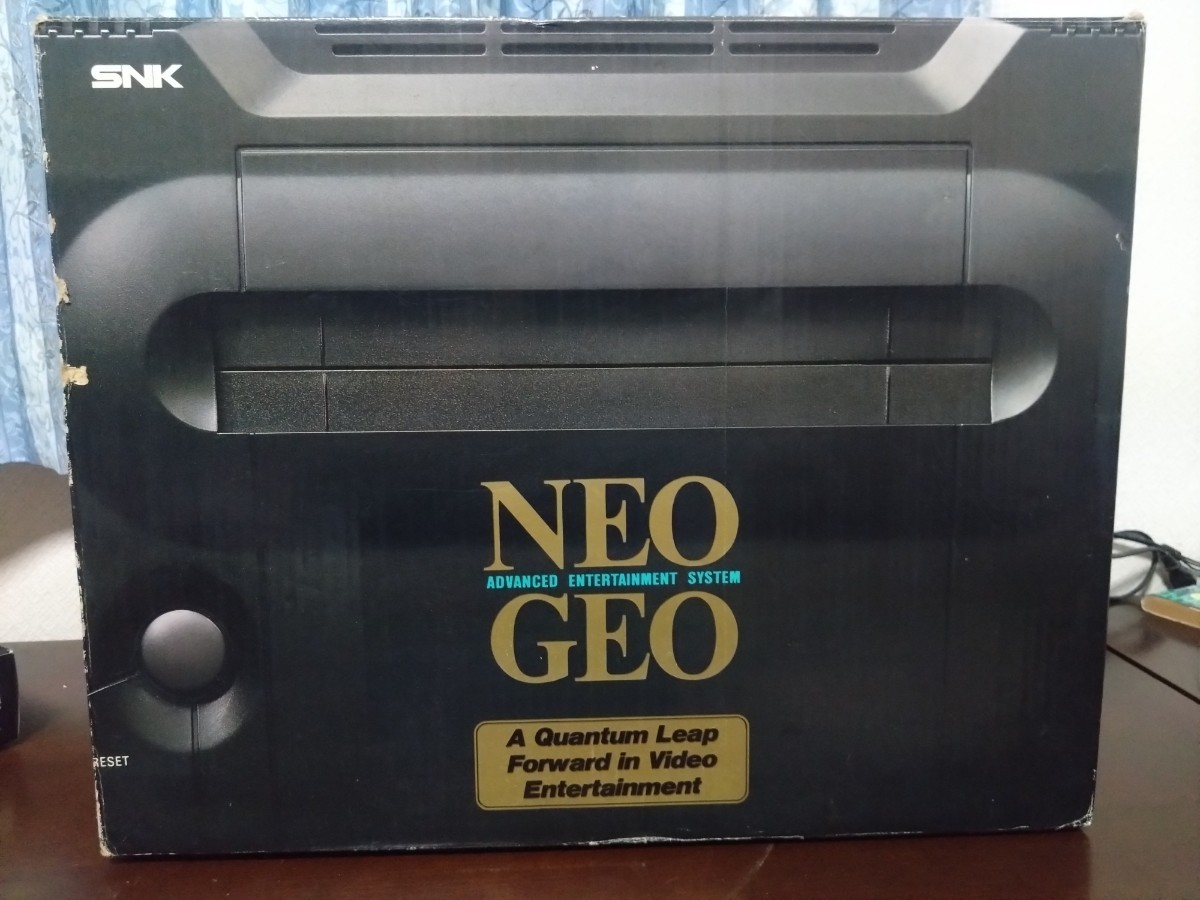 SNK
NEO
ADVANCED ENTERTAINMENT SYSTEM
GEO
RESET
A Quantum Leap
Forward in Video
Entertainment